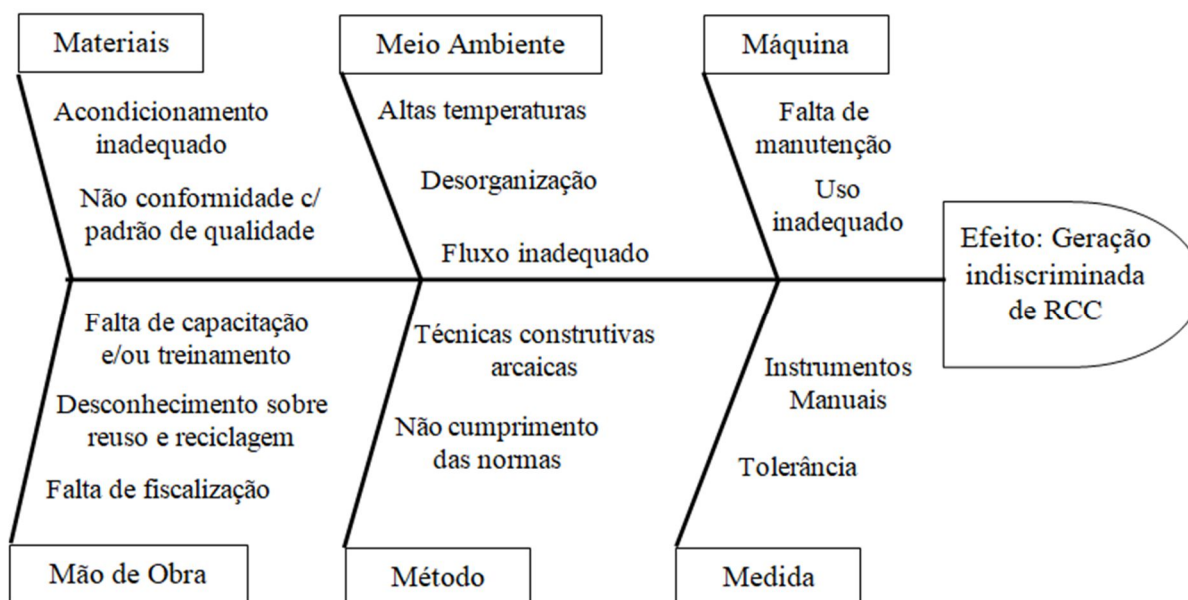 Materiais
Meio Ambiente
Máquina
Acondicionamento
inadequado
Não conformidade c/
padrão de qualidade
Altas temperaturas
Desorganização
Fluxo inadequado
Falta de
manutenção
Uso
inadequado
Efeito: Geração
indiscriminada
de RCC
Falta de capacitação
e/ou treinamento
Desconhecimento sobre
reuso e reciclagem
Falta de fiscalização
Técnicas construtivas
arcaicas
Não cumprimento
das normas
Instrumentos
Manuais
Tolerância
Mão de Obra
Método
Medida